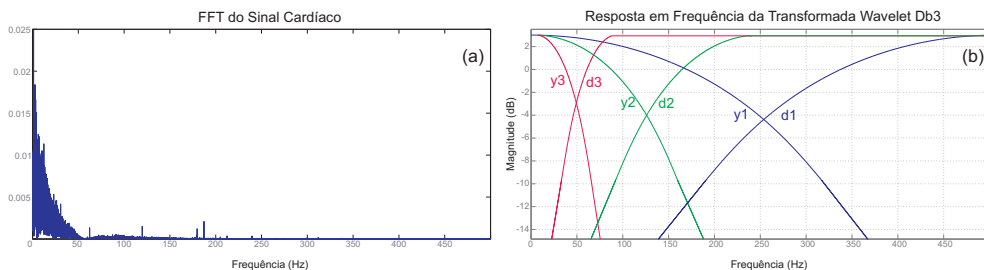 FFT do Sinal Cardíaco
0.025
0.02
0.015
0.01
0.005
0 50 100 150 200 250 300 350 400 450
Frequência (Hz)
(a)
Resposta em Frequência da Transformada Wavelet Db3
Magnitude (dB)
3
0
-2
-4
-6
-8
-10
-12
-14
0 50 100 150 200 250 300 350 400 450
Frequência (Hz)
(b)
y3
d3
y2
d2
y1
d1